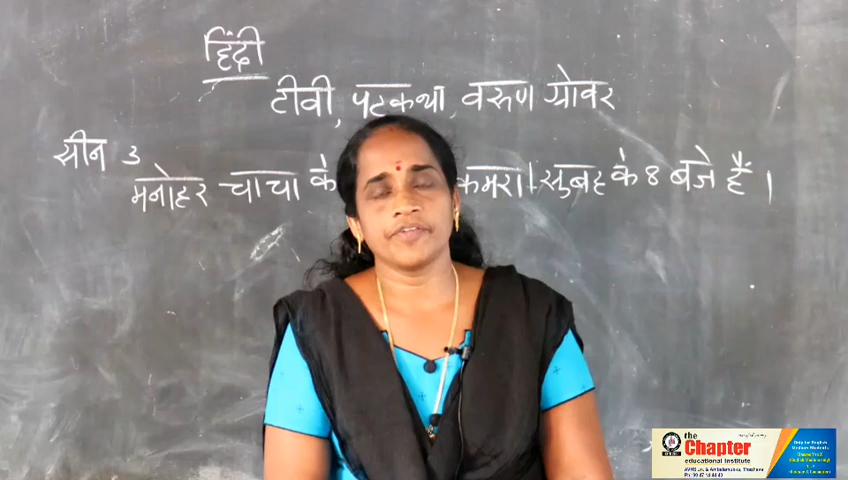 हिंदी
टीवी, पटकथा, वरुण ग्रोवर
सीन 3
मनोहर चाचा के कमरा। सुबह के 8 बजे हैं।
the
Chapter
educational institute